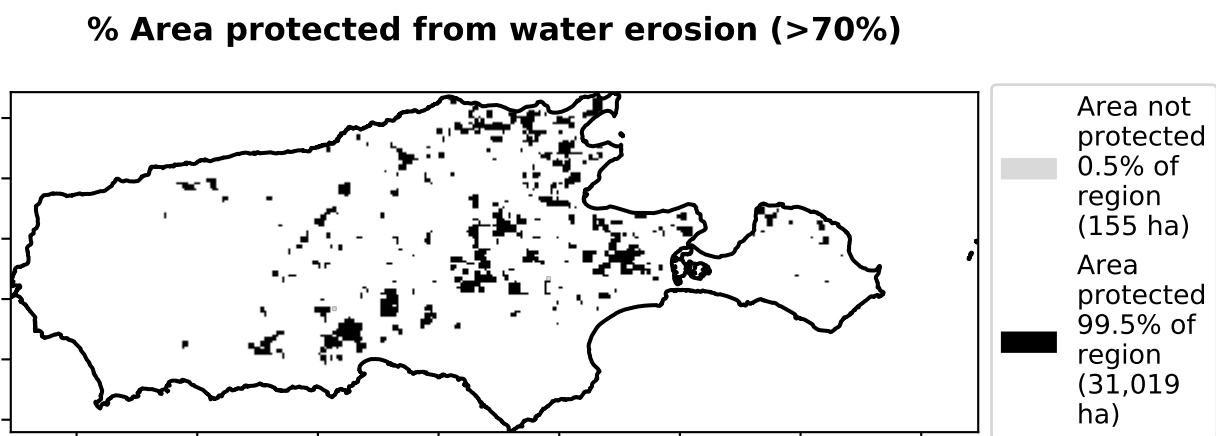 % Area protected from water erosion (>70%)
Area not
protected
0.5% of
region
(155 ha)
Area
protected
99.5% of
region
(31,019
ha)